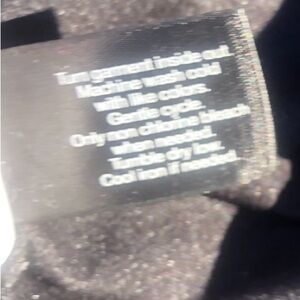 Turn garment inside out.
Machine wash cold
with like colors.
Gentle cycle.
Only non chlorine bleach
when needed.
Tumble dry low.
Cool iron if needed.